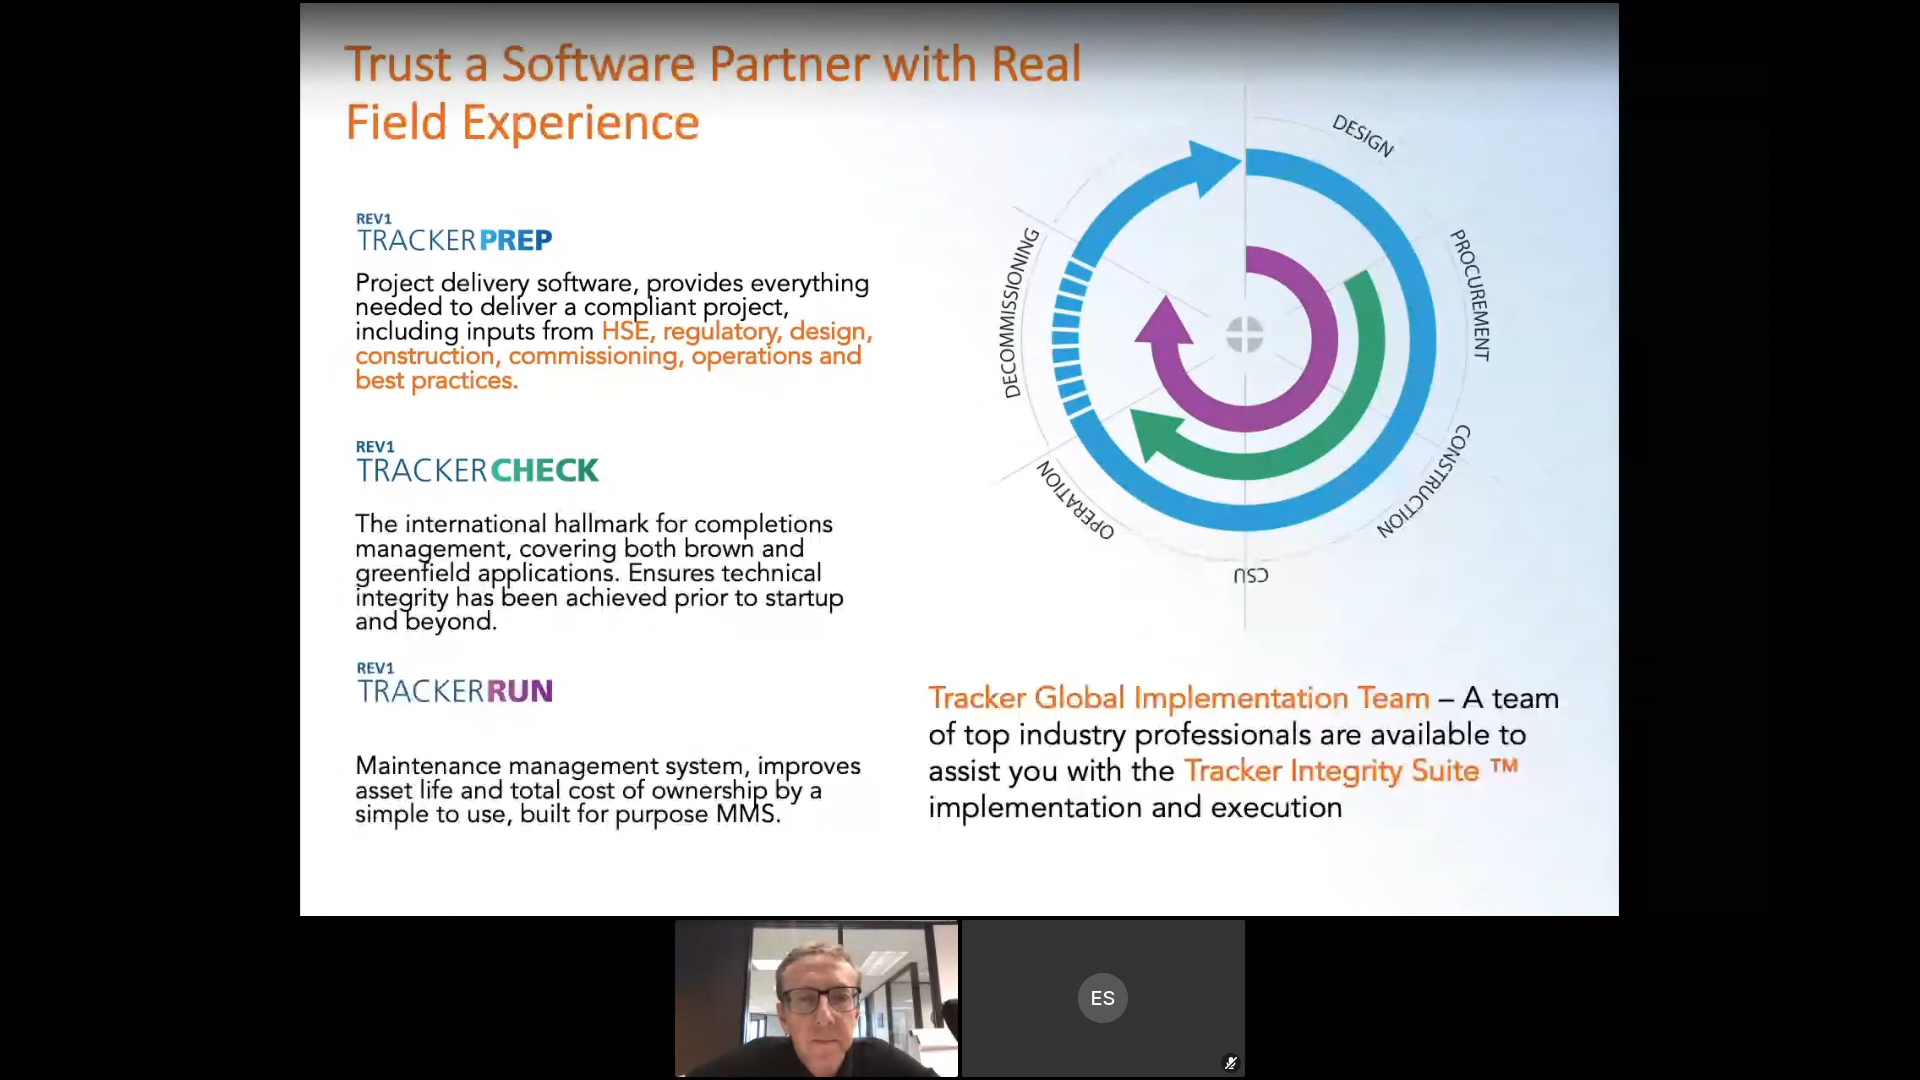 Trust a Software Partner with Real
Field Experience
REV1
TRACKERPREP
Project delivery software, provides everything
needed to deliver a compliant project,
including inputs from HSE, regulatory, design,
construction, commissioning, operations and
best practices.
REV1
TRACKERCHECK
The international hallmark for completions
management, covering both brown and
greenfield applications. Ensures technical
integrity has been achieved prior to startup
and beyond.
REV1
TRACKERRUN
Maintenance management system, improves
asset life and total cost of ownership by a
simple to use, built for purpose MMS.
DESIGN
PROCUREMENT
CONSTRUCTION
CSU
OPERATION
DECOMMISSIONING
Tracker Global Implementation Team – A team
of top industry professionals are available to
assist you with the Tracker Integrity Suite ™
implementation and execution
ES